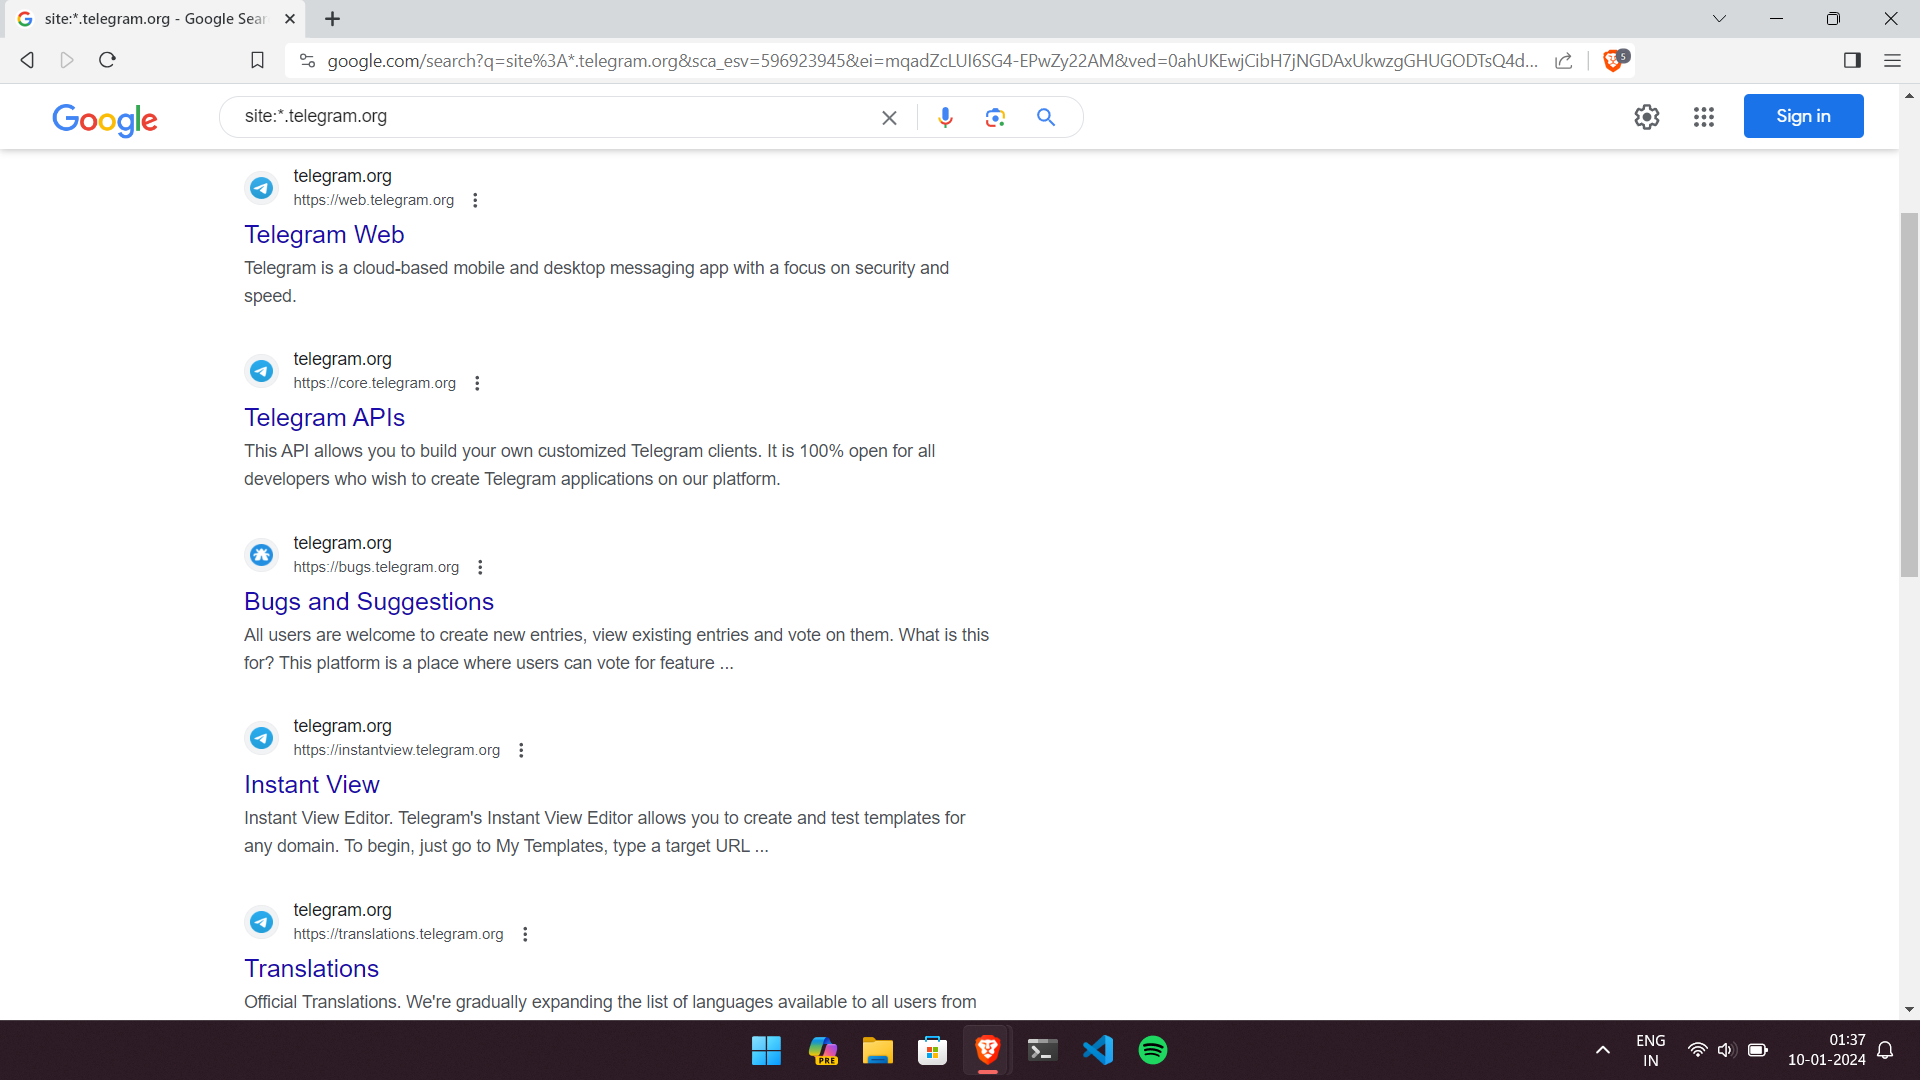 site:*.telegram.org - Google Sear
google.com/search?q=site%3A*.telegram.org&sca_esv=596923945&ei=mqadZcLUI6SG4-EPwZy22AM&ved=0ahUKEwjCibH7jNGDAxUkwzgGHUGODTsQ4d...
5
Google
site:*.telegram.org
Sign in
telegram.org
https://web.telegram.org
Telegram Web
Telegram is a cloud-based mobile and desktop messaging app with a focus on security and
speed.
telegram.org
https://core.telegram.org
Telegram APIs
This API allows you to build your own customized Telegram clients. It is 100% open for all
developers who wish to create Telegram applications on our platform.
telegram.org
https://bugs.telegram.org
Bugs and Suggestions
All users are welcome to create new entries, view existing entries and vote on them. What is this
for? This platform is a place where users can vote for feature ...
telegram.org
https://instantview.telegram.org
Instant View
Instant View Editor. Telegram's Instant View Editor allows you to create and test templates for
any domain. To begin, just go to My Templates, type a target URL ...
telegram.org
https://translations.telegram.org
Translations
Official Translations. We're gradually expanding the list of languages available to all users from
PRE
ENG
IN
01:37
10-01-2024